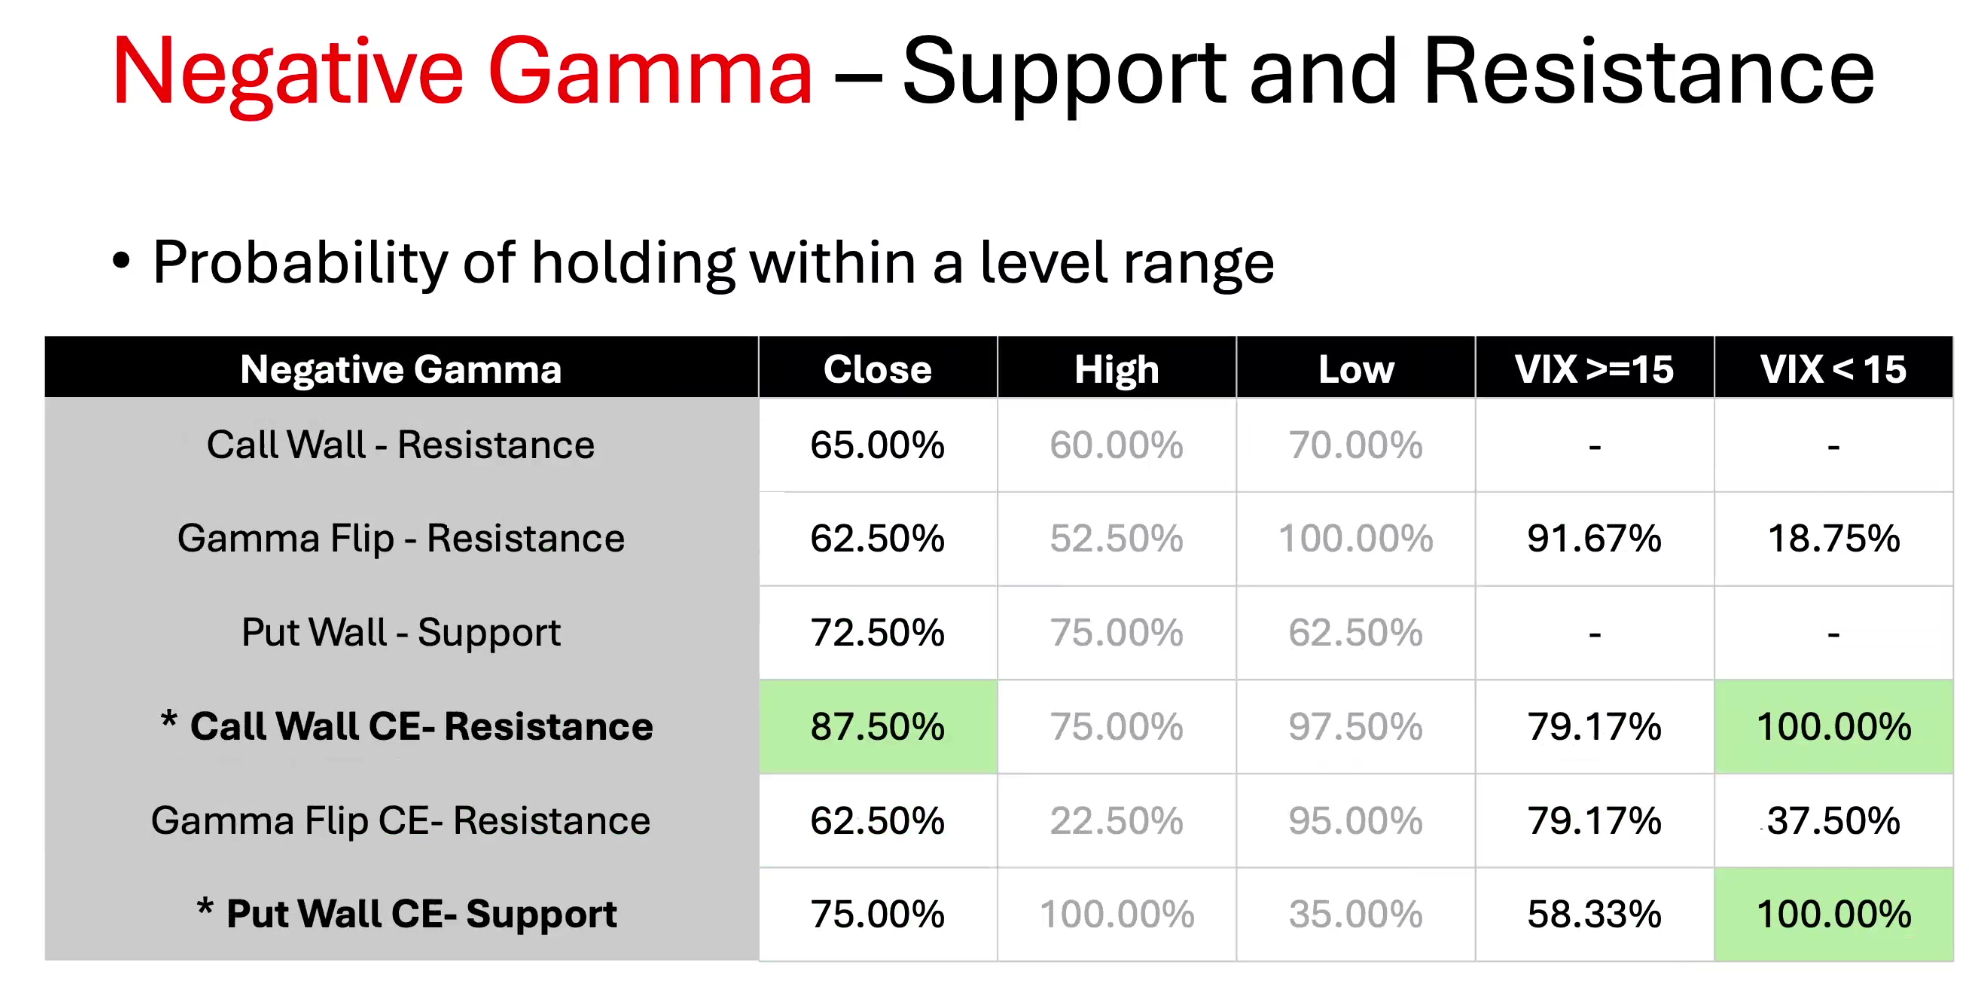 Negative Gamma – Support and Resistance
• Probability of holding within a level range
Negative Gamma Close High Low VIX >=15 VIX < 15
Call Wall - Resistance 65.00% 60.00% 70.00% - -
Gamma Flip - Resistance 62.50% 52.50% 100.00% 91.67% 18.75%
Put Wall - Support 72.50% 75.00% 62.50% - -
* Call Wall CE- Resistance 87.50% 75.00% 97.50% 79.17% 100.00%
Gamma Flip CE- Resistance 62.50% 22.50% 95.00% 79.17% 37.50%
* Put Wall CE- Support 75.00% 100.00% 35.00% 58.33% 100.00%